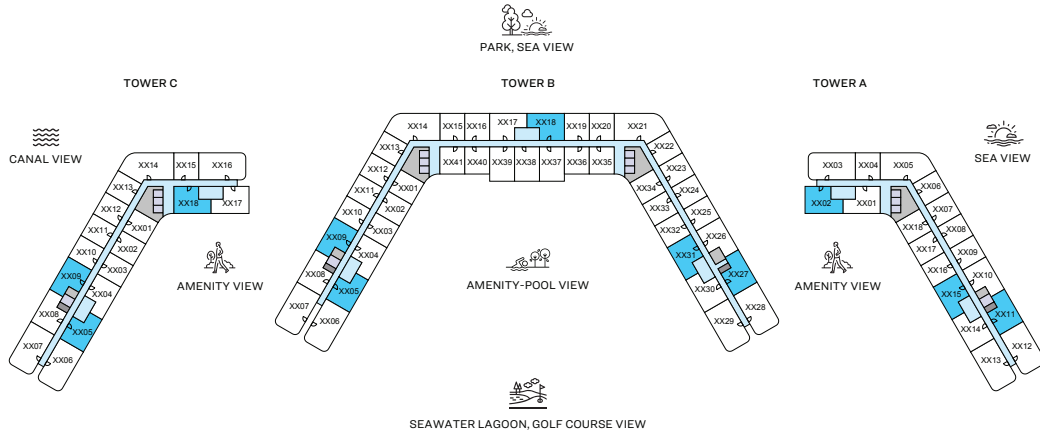 PARK, SEA VIEW
TOWER C
TOWER B
TOWER A
CANAL VIEW
SEA VIEW
XX14
XX15
XX16
XX13
XX12
XX11
XX10
XX09
XX08
XX07
XX06
XX05
XX04
XX03
XX02
XX01
XX18
XX17
AMENITY VIEW
XX14
XX15
XX16
XX17
XX18
XX19
XX20
XX21
XX13
XX12
XX11
XX10
XX09
XX08
XX07
XX06
XX05
XX04
XX03
XX02
XX01
XX41
XX40
XX39
XX38
XX37
XX36
XX35
XX34
XX33
XX32
XX31
XX30
XX29
XX28
XX27
XX26
XX25
XX24
XX23
XX22
AMENITY-POOL VIEW
AMENITY VIEW
XX03
XX04
XX05
XX02
XX01
XX06
XX07
XX08
XX09
XX10
XX11
XX12
XX13
XX14
XX15
XX16
XX17
XX18
SEAWATER LAGOON, GOLF COURSE VIEW